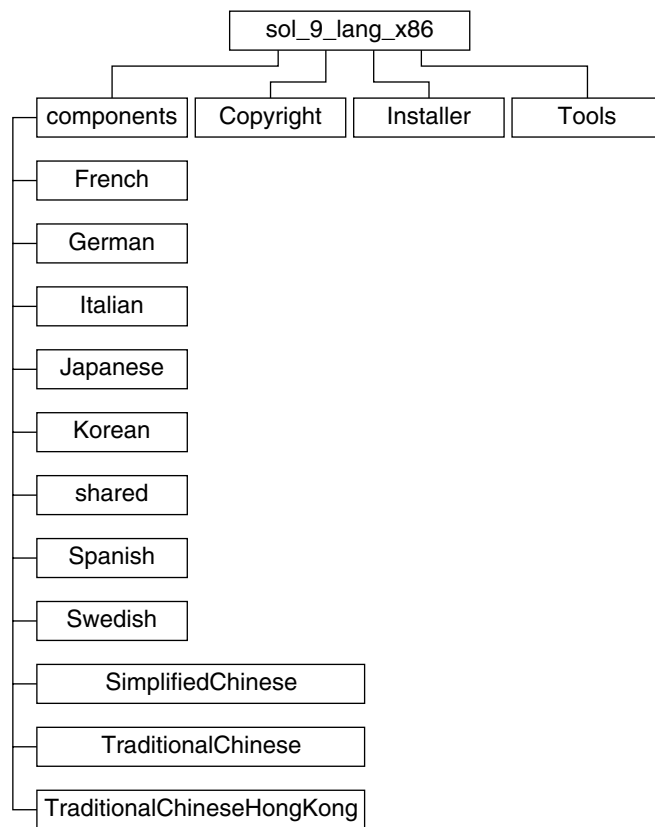 sol_9_lang_x86
components
Copyright
Installer
Tools
French
German
Italian
Japanese
Korean
shared
Spanish
Swedish
SimplifiedChinese
TraditionalChinese
TraditionalChineseHongKong